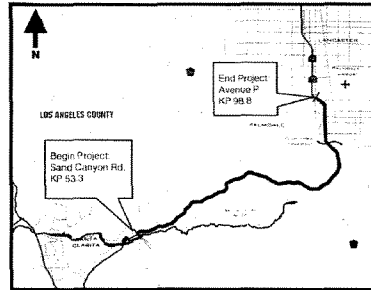 LANCASTER
End Project:
Avenue P
KP 98.8
N
LOS ANGELES COUNTY
PALMDALE
Begin Project:
Sand Canyon Rd.
KP 53.3
SANTA
CLARITA